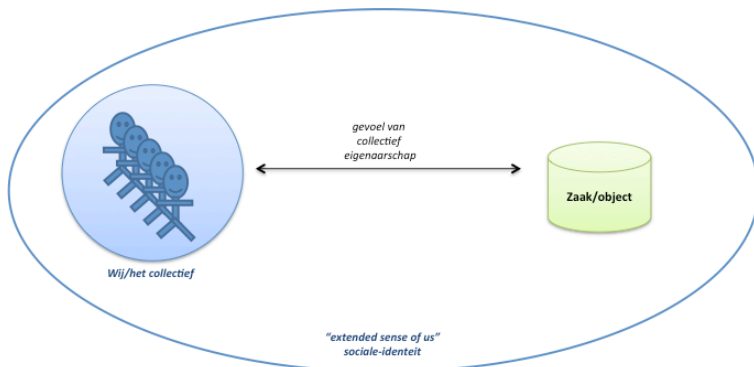 gevoel van
collectief
eigenaarschap
Zaak/object
Wij/het collectief
“extended sense of us”
sociale-identeit